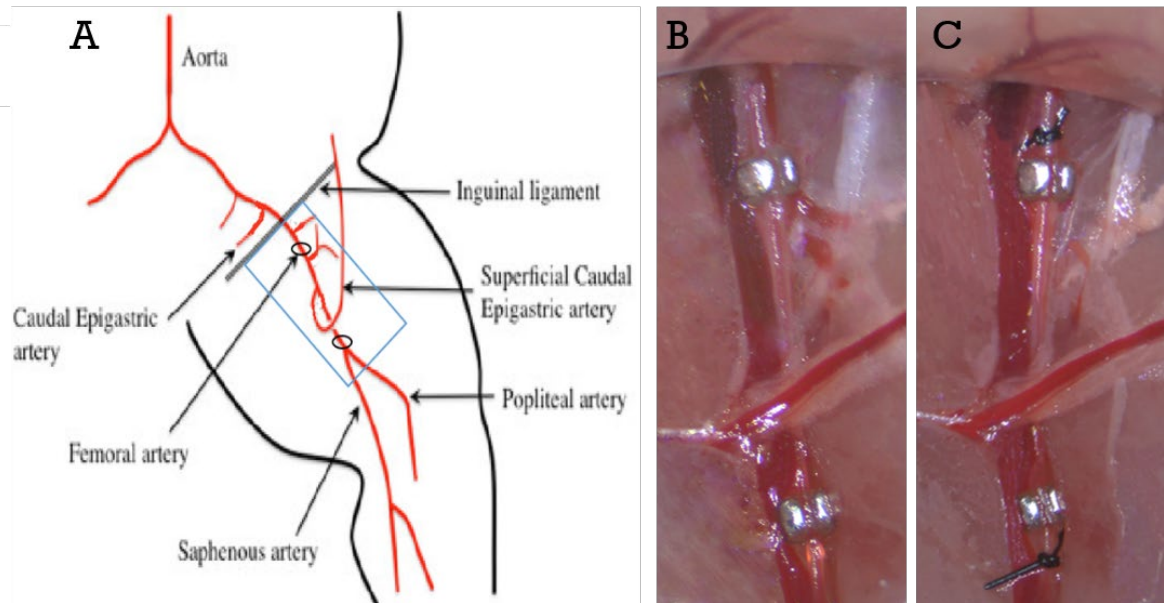 A
Aorta
Inguinal ligament
Superficial Caudal
Epigastric artery
Caudal Epigastric
artery
Popliteal artery
Femoral artery
Saphenous artery
B
C